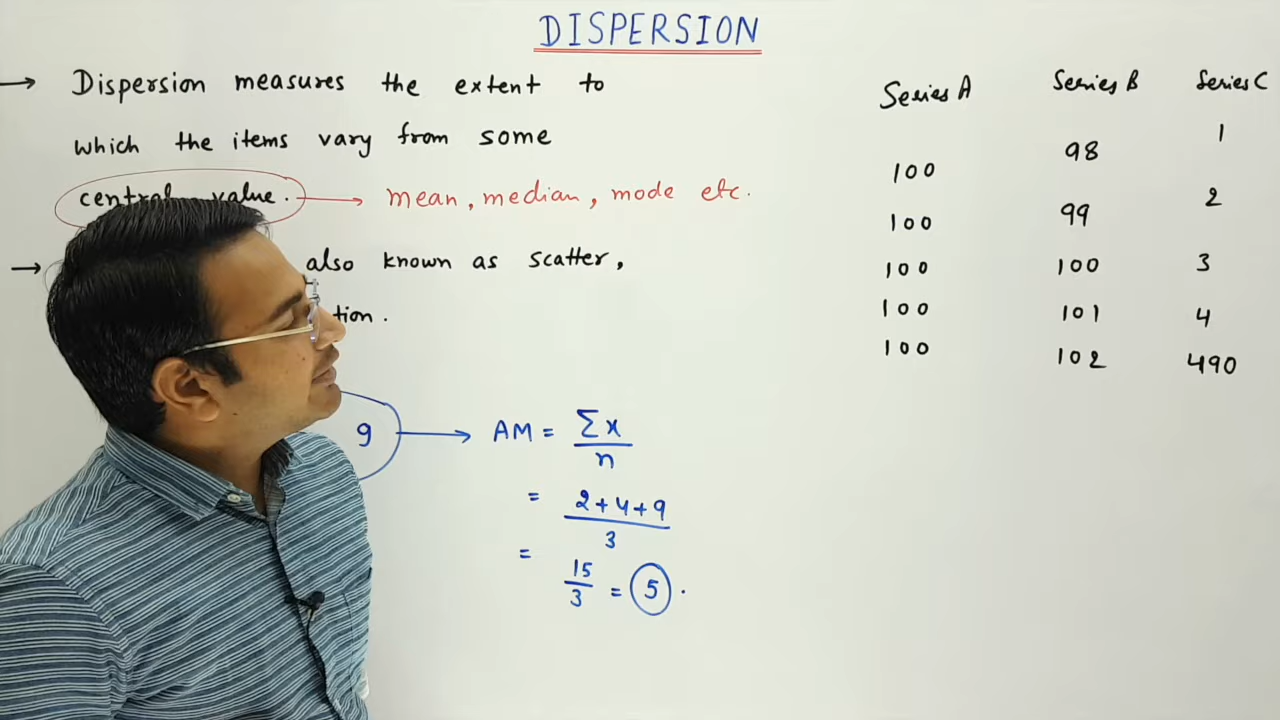 DISPERSION
→ Dispersion measures the extent to
which the items vary from some
central value. → mean, median, mode etc.
→ also known as scatter,
tion.
9 → AM = Σx
n
= 2+4+9
3
= 15
3 = 5.
Series A Series B Series C
100 98 1
100 99 2
100 100 3
100 101 4
100 102 490